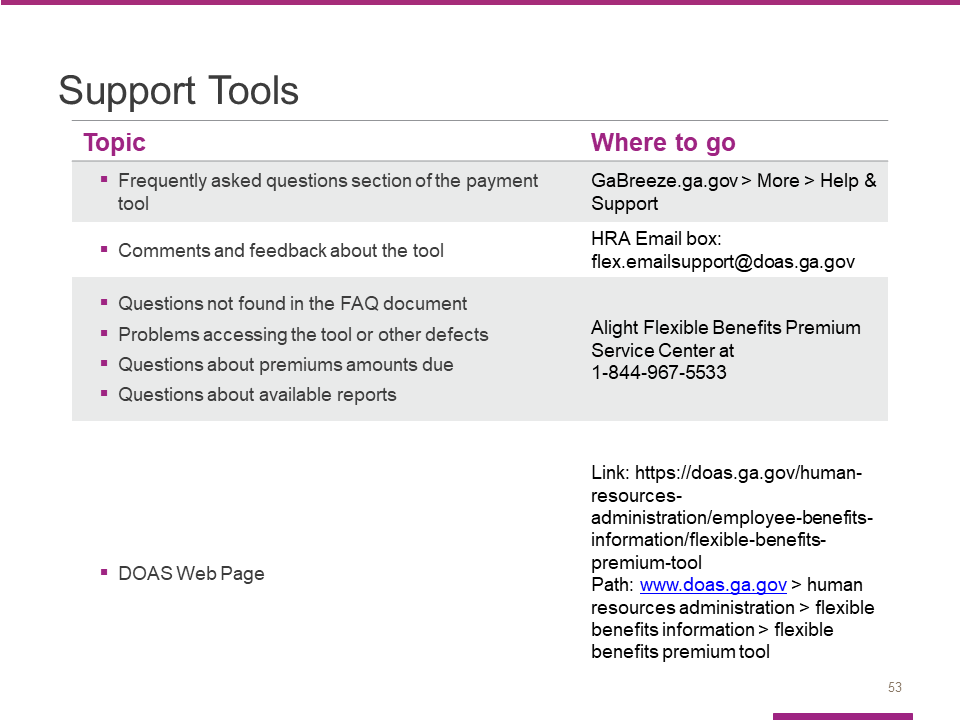 Support Tools
Topic
Where to go
▪ Frequently asked questions section of the payment
tool
GaBreeze.ga.gov > More > Help &
Support
▪ Comments and feedback about the tool
HRA Email box:
flex.emailsupport@doas.ga.gov
▪ Questions not found in the FAQ document
▪ Problems accessing the tool or other defects
▪ Questions about premiums amounts due
▪ Questions about available reports
Alight Flexible Benefits Premium
Service Center at
1-844-967-5533
▪ DOAS Web Page
Link: https://doas.ga.gov/human-
resources-
administration/employee-benefits-
information/flexible-benefits-
premium-tool
Path: www.doas.ga.gov > human
resources administration > flexible
benefits information > flexible
benefits premium tool
53